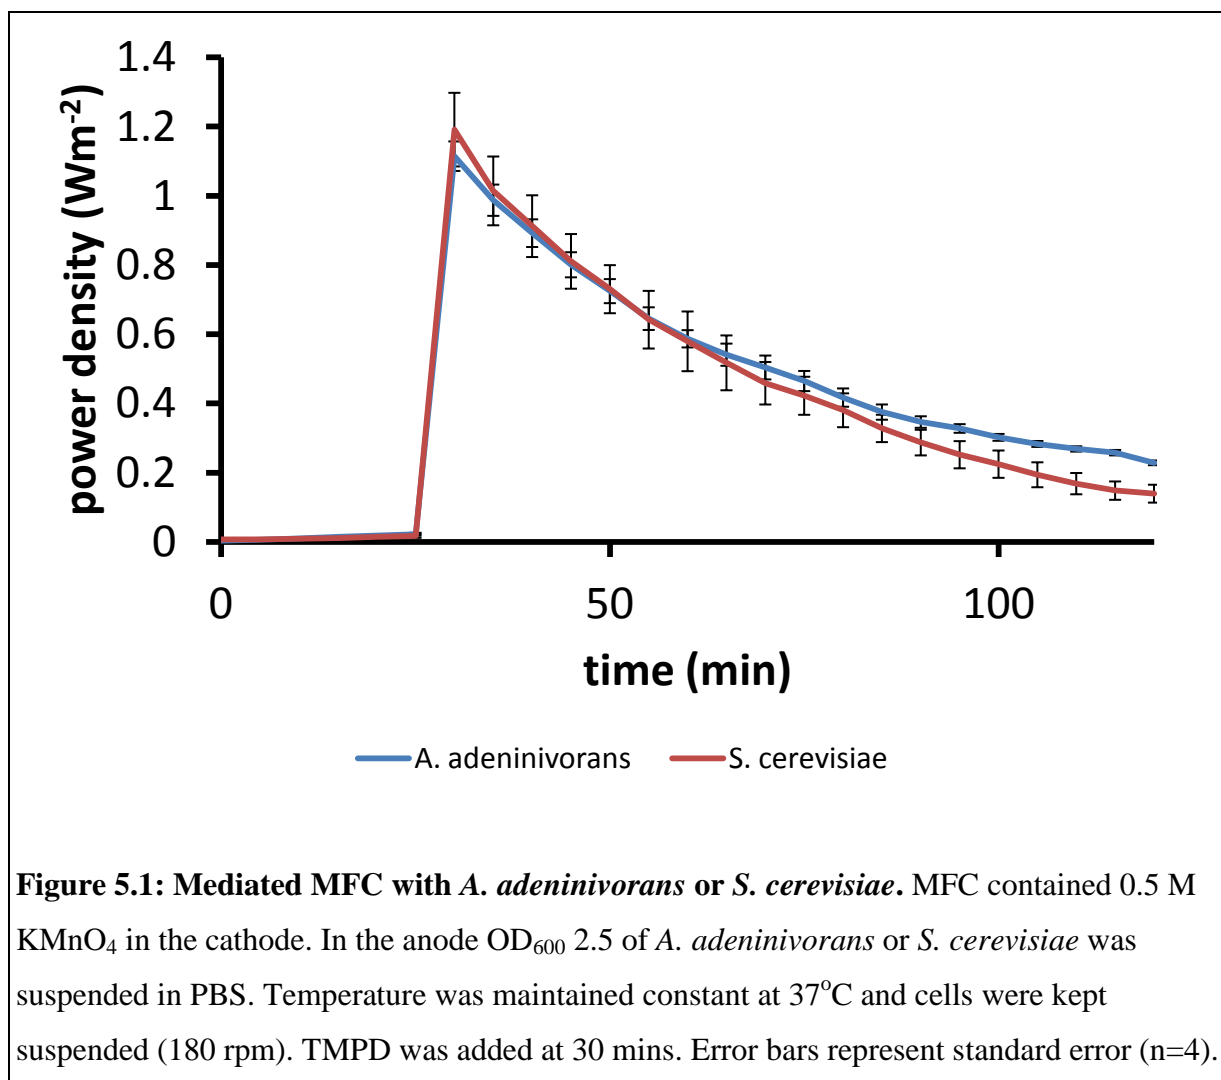 1.4
1.2
1
0.8
0.6
0.4
0.2
0
power density (Wm-2)
0 50 100
time (min)
A. adeninivorans S. cerevisiae
Figure 5.1: Mediated MFC with A. adeninivorans or S. cerevisiae. MFC contained 0.5 M
KMnO4 in the cathode. In the anode OD600 2.5 of A. adeninivorans or S. cerevisiae was
suspended in PBS. Temperature was maintained constant at 37oC and cells were kept
suspended (180 rpm). TMPD was added at 30 mins. Error bars represent standard error (n=4).